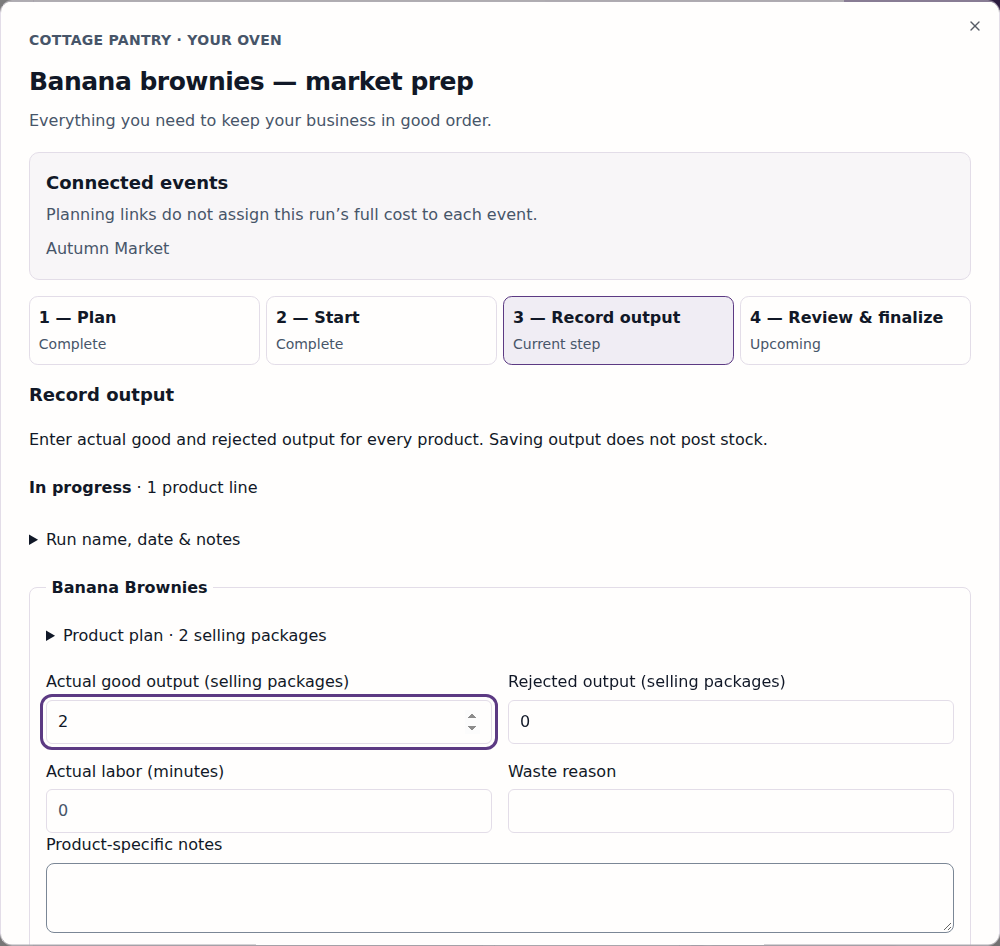 COTTAGE PANTRY · YOUR OVEN
Banana brownies — market prep
Everything you need to keep your business in good order.
Connected events
Planning links do not assign this run’s full cost to each event.
Autumn Market
1 — Plan
Complete
2 — Start
Complete
3 — Record output
Current step
4 — Review & finalize
Upcoming
Record output
Enter actual good and rejected output for every product. Saving output does not post stock.
In progress · 1 product line
Run name, date & notes
Banana Brownies
Product plan · 2 selling packages
Actual good output (selling packages)
2
Rejected output (selling packages)
0
Actual labor (minutes)
0
Waste reason
Product-specific notes